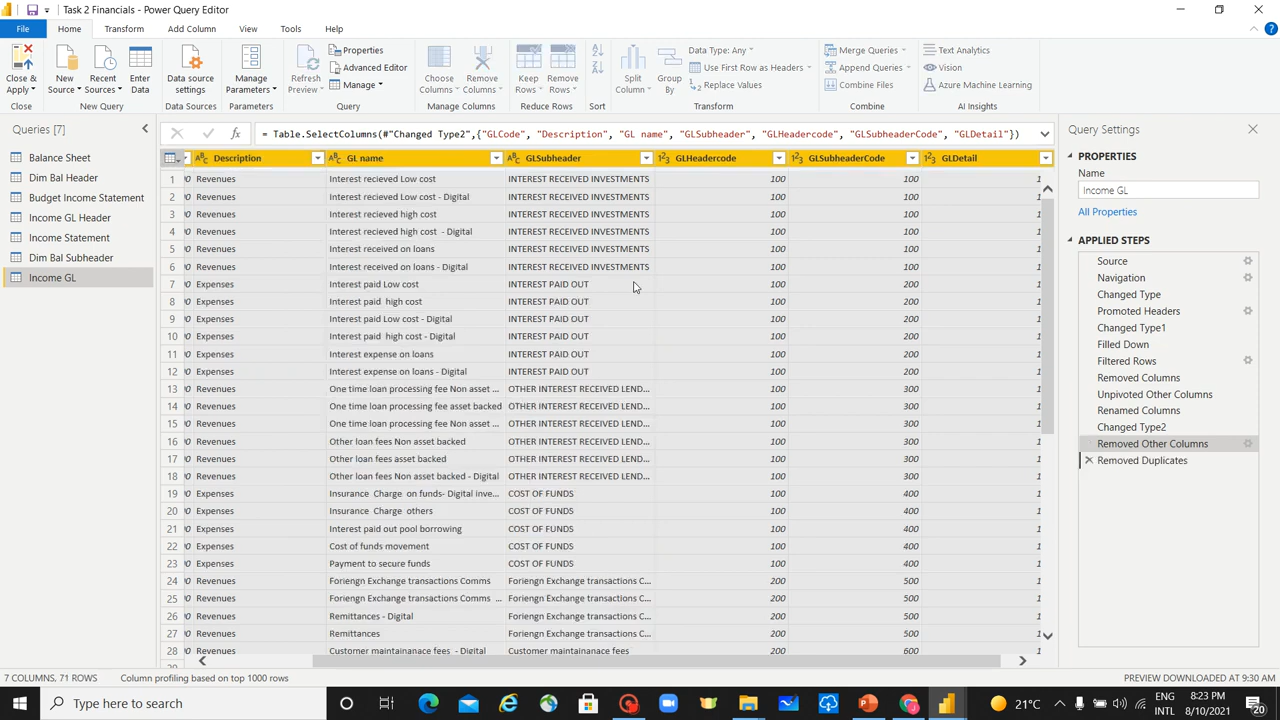 Task 2 Financials - Power Query Editor
File Home Transform Add Column View Tools Help
Close & Apply
New Source
Recent Sources
Enter Data
Data source settings
Manage Parameters
Refresh Preview
Properties
Advanced Editor
Manage
Choose Columns
Remove Columns
Keep Rows
Remove Rows
Split Column
Group By
Data Type: Any
Use First Row as Headers
Replace Values
Merge Queries
Append Queries
Combine Files
Text Analytics
Vision
Azure Machine Learning
Close New Query Data Sources Parameters Query Manage Columns Reduce Rows Sort Transform Combine AI Insights
Queries [7]
Balance Sheet
Dim Bal Header
Budget Income Statement
Income GL Header
Income Statement
Dim Bal Subheader
Income GL
= Table.SelectColumns(#"Changed Type2",{"GLCode", "Description", "GL name", "GLSubheader", "GLHeadercode", "GLSubheaderCode", "GLDetail"})
Description GL name GLSubheader GLHeadercode GLSubheaderCode GLDetail
1 Revenues Interest recieved Low cost INTEREST RECEIVED INVESTMENTS 100 100
2 Revenues Interest recieved Low cost - Digital INTEREST RECEIVED INVESTMENTS 100 100
3 Revenues Interest recieved high cost INTEREST RECEIVED INVESTMENTS 100 100
4 Revenues Interest recieved high cost - Digital INTEREST RECEIVED INVESTMENTS 100 100
5 Revenues Interest received on loans INTEREST RECEIVED INVESTMENTS 100 100
6 Revenues Interest received on loans - Digital INTEREST RECEIVED INVESTMENTS 100 100
7 Expenses Interest paid Low cost INTEREST PAID OUT 100 200
8 Expenses Interest paid high cost INTEREST PAID OUT 100 200
9 Expenses Interest paid Low cost - Digital INTEREST PAID OUT 100 200
10 Expenses Interest paid high cost - Digital INTEREST PAID OUT 100 200
11 Expenses Interest expense on loans INTEREST PAID OUT 100 200
12 Expenses Interest expense on loans - Digital INTEREST PAID OUT 100 200
13 Revenues One time loan processing fee Non asset ... OTHER INTEREST RECEIVED LEND... 100 300
14 Revenues One time loan processing fee asset backed OTHER INTEREST RECEIVED LEND... 100 300
15 Revenues One time loan processing fee Non asset ... OTHER INTEREST RECEIVED LEND... 100 300
16 Revenues Other loan fees Non asset backed OTHER INTEREST RECEIVED LEND... 100 300
17 Revenues Other loan fees asset backed OTHER INTEREST RECEIVED LEND... 100 300
18 Revenues Other loan fees Non asset backed - Digital OTHER INTEREST RECEIVED LEND... 100 300
19 Expenses Insurance Charge on funds- Digital inve... COST OF FUNDS 100 400
20 Expenses Insurance Charge others COST OF FUNDS 100 400
21 Expenses Interest paid out pool borrowing COST OF FUNDS 100 400
22 Expenses Cost of funds movement COST OF FUNDS 100 400
23 Expenses Payment to secure funds COST OF FUNDS 100 400
24 Revenues Foriengn Exchange transactions Comms Foriengn Exchange transactions C... 200 500
25 Revenues Foriengn Exchange transactions Comms ... Foriengn Exchange transactions C... 200 500
26 Revenues Remittances - Digital Foriengn Exchange transactions C... 200 500
27 Revenues Remittances Foriengn Exchange transactions C... 200 500
28 Revenues Customer maintainanace fees - Digital Customer maintainanace fees 200 600
Query Settings
PROPERTIES
Name
Income GL
All Properties
APPLIED STEPS
Source
Navigation
Changed Type
Promoted Headers
Changed Type1
Filled Down
Filtered Rows
Removed Columns
Unpivoted Other Columns
Renamed Columns
Changed Type2
Removed Other Columns
Removed Duplicates
7 COLUMNS, 71 ROWS Column profiling based on top 1000 rows PREVIEW DOWNLOADED AT 9:30 AM
Type here to search
21°C
ENG INTL
8:23 PM
8/10/2021
20